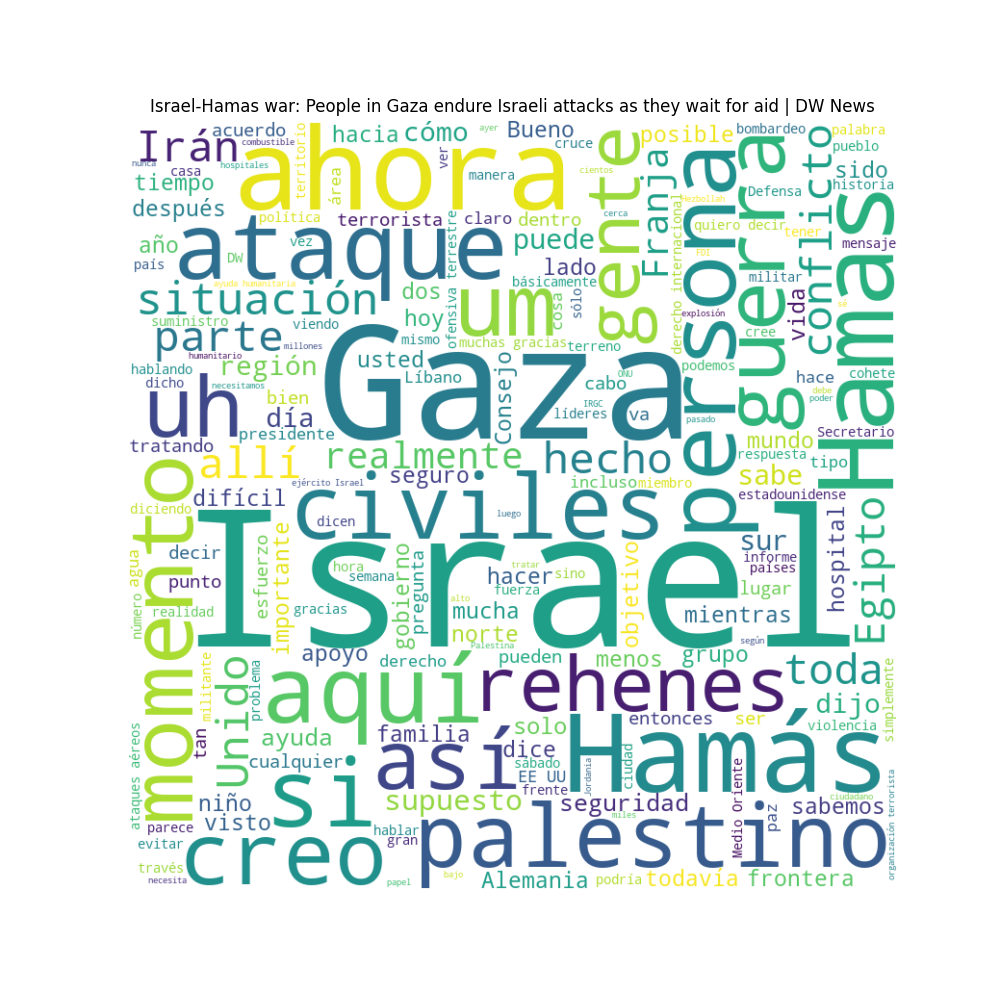 Israel-Hamas war: People in Gaza endure Israeli attacks as they wait for aid | DW News
Irán
acuerdo
combustible
nunca
hospitales
casa
tiempo
después
ahora
territorio
área
hacia
cómo
ayer
ver
manera
Bueno
cruce
cientos
posible
bombardeo
palabra
pueblo
sido
historia
Defensa
Hezbollah
quiero decir
tener
mensaje
política
terrorista
claro
dentro
cerca
año
país
DW
vez
ataque
ayuda humanitaria
ofensiva terrestre
puede
lado
básicamente
cosa
sólo
gente
Franja
derecho internacional
FDI
persona
guerra
conflicto
Hamas
militar
vida
explosión
situación
dos
hoy
um
suministro
viendo
parte
millones
humanitario
mismo
muchas gracias
terreno
cree
hablando
dicho
región
necesitamos
usted
Líbano
Gaza
Consejo
ONU
cabo
IRGC
líderes
va
podemos
pasado
hace
cohete
debe
poder
uh
bien
día
presidente
tratando
allí
realmente
hecho
mundo
Secretario
respuesta
tipo
ejército Israel
seguro
incluso
miembro
sabe
estadounidense
momento
difícil
diciendo
civiles
dicen
luego
sur
informe
países
hospital
Egipto
agua
número
decir
punto
realidad
esfuerzo
importante
hora
semana
gracias
gobierno
pregunta
hacer
sino
fuerza
tratar
alto
mucha
norte
Palestina
objetivo
lugar
mientras
según
Israel
apoyo
derecho
pueden
menos
grupo
toda
dijo
violencia
simplemente
militante
tan
Unido
problema
aquí
rehenes
entonces
ser
solo
ayuda
cualquier
familia
así
dice
sábado
EE UU
frente
Jordania
ciudad
Hamás
ataques aéreos
niño
visto
si
supuesto
seguridad
miles
Medio Oriente
paz
sabemos
ciudadano
organización terrorista
parece
evitar
través
necesita
creo
hablar
gran
papel
bajo
palestino
Alemania
podría
todavía
frontera